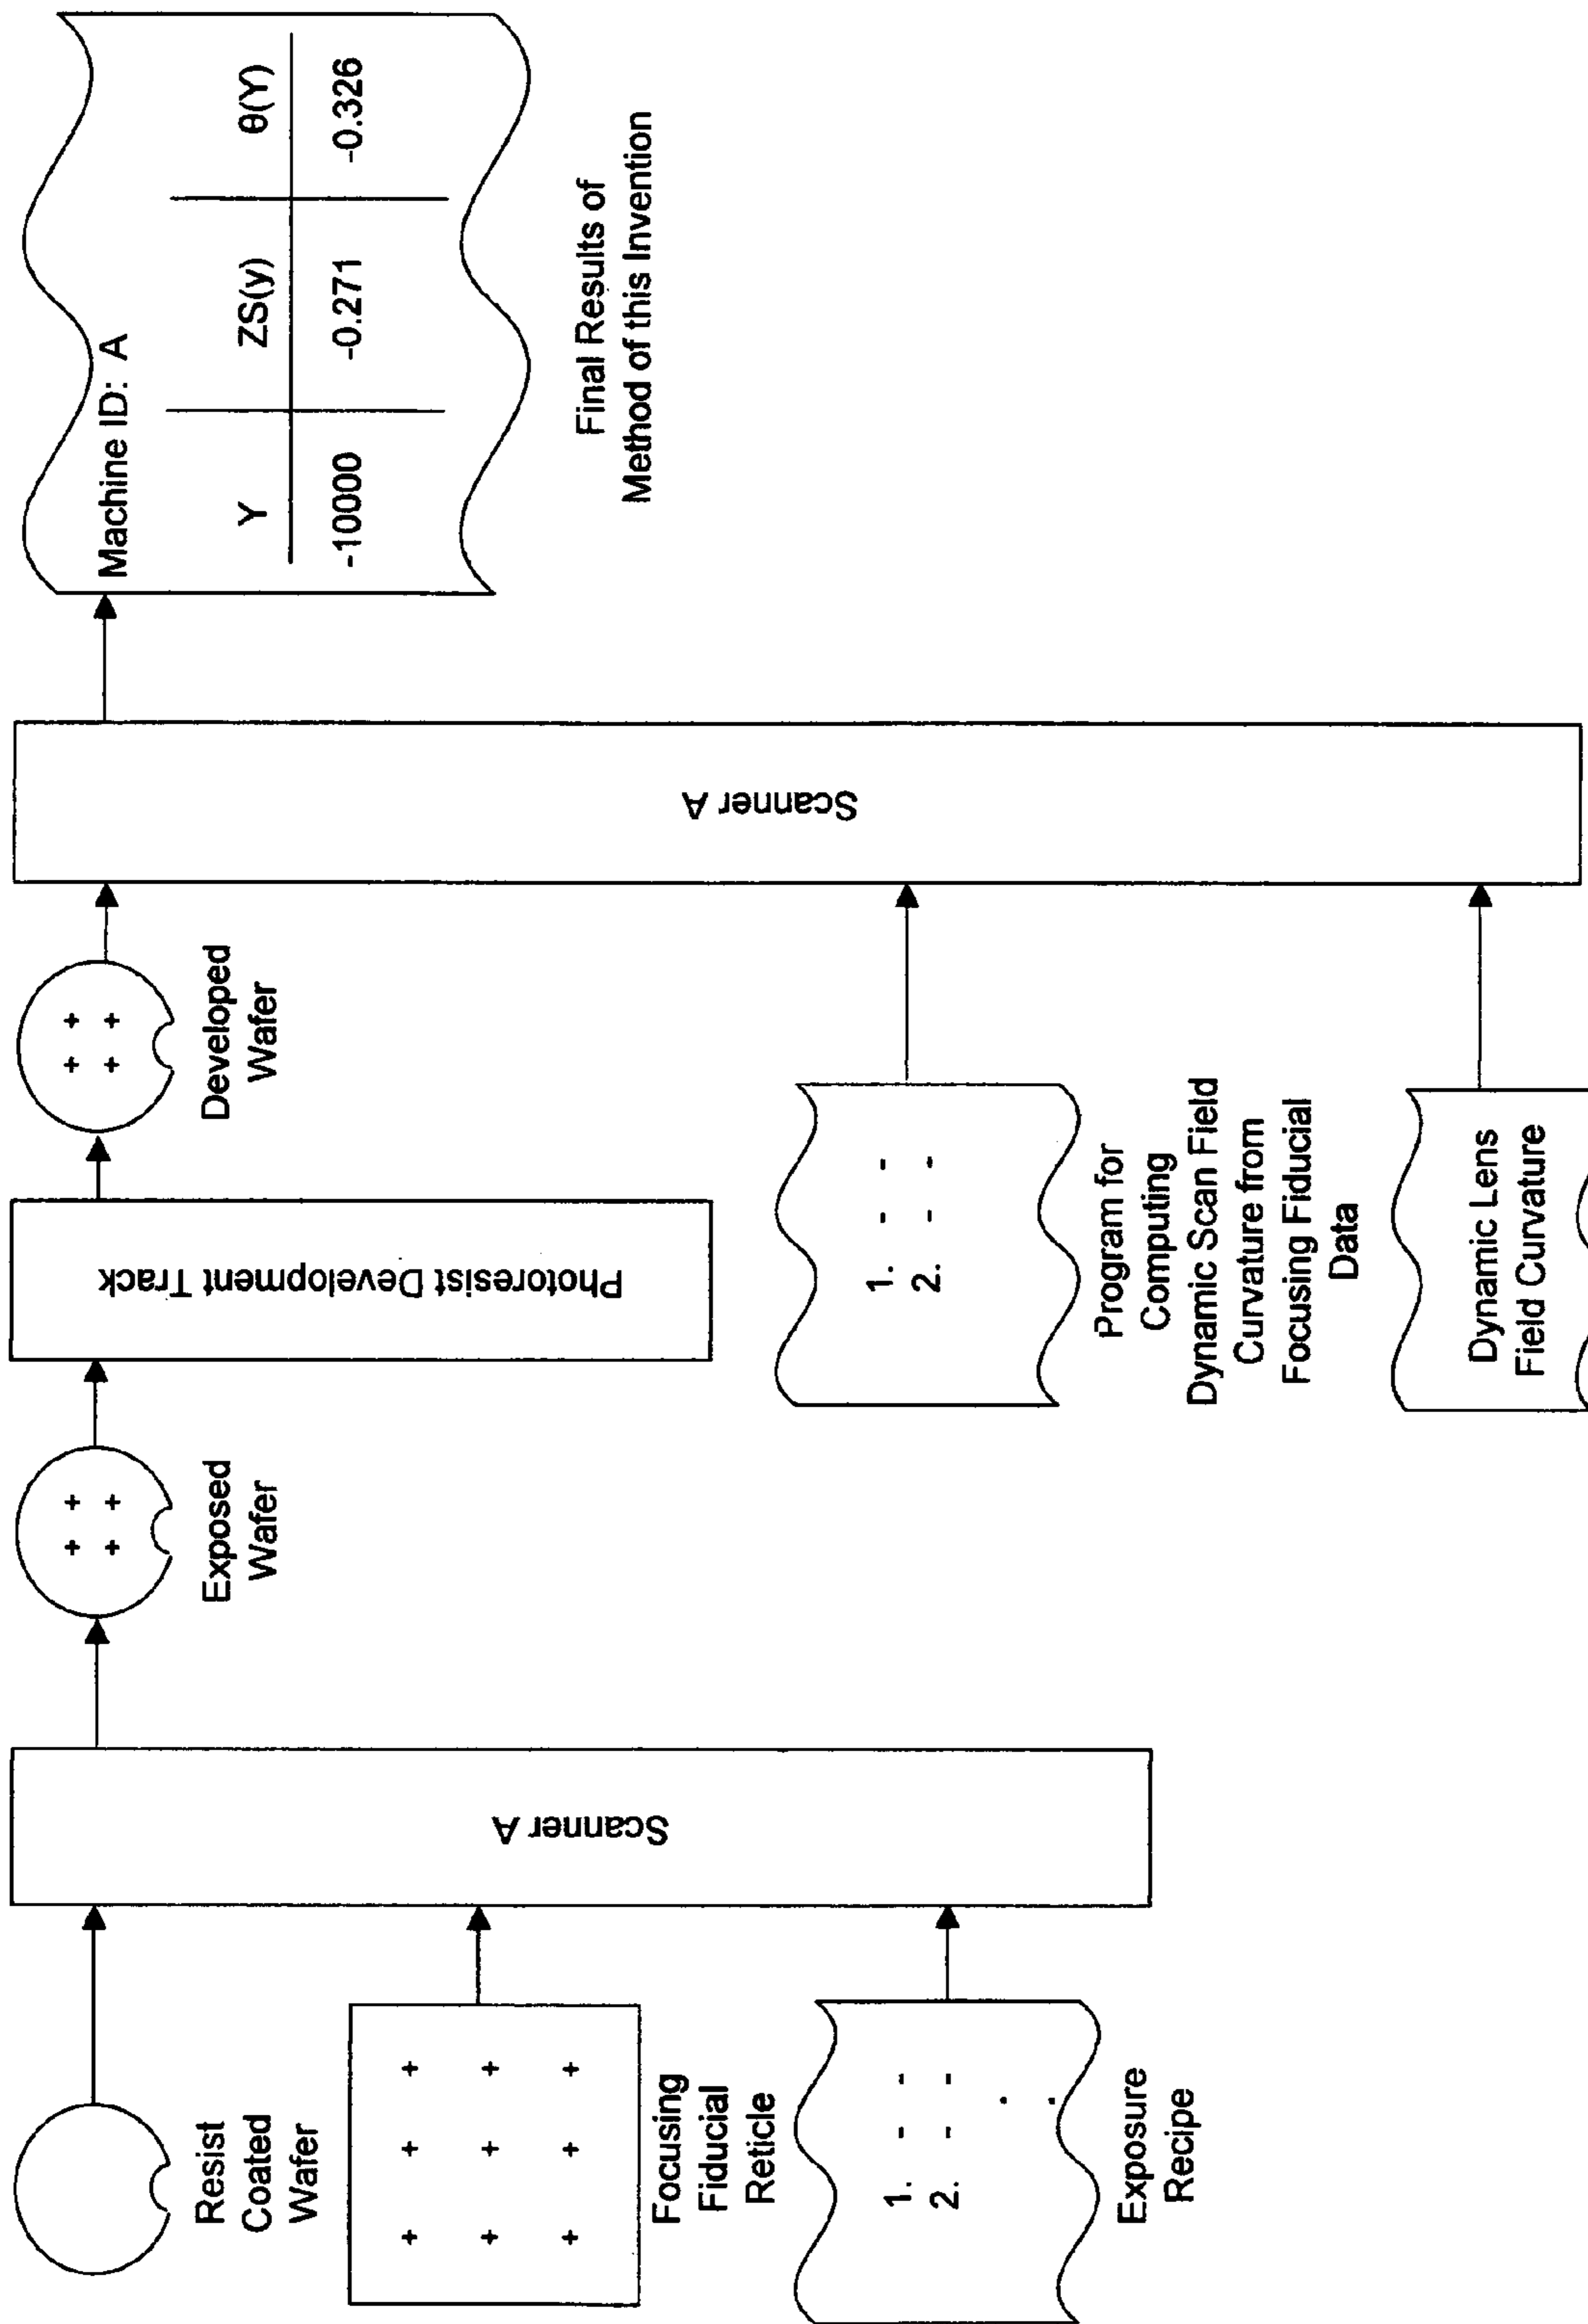 Resist
Coated
Wafer
+ + +
+ + +
+ + +
Focusing
Fiducial
Reticle
1. - -
2. - -
. .
Exposure
Recipe
Scanner A
+ +
+ +
Exposed
Wafer
Photoresist Development Track
+ +
+ +
Developed
Wafer
1. - -
2. - -
Program for
Computing
Dynamic Scan Field
Curvature from
Focusing Fiducial
Data
Dynamic Lens
Field Curvature
Scanner A
Machine ID: A
Y ZS(y) θ(Y)
-10000 -0.271 -0.326
Final Results of
Method of this Invention